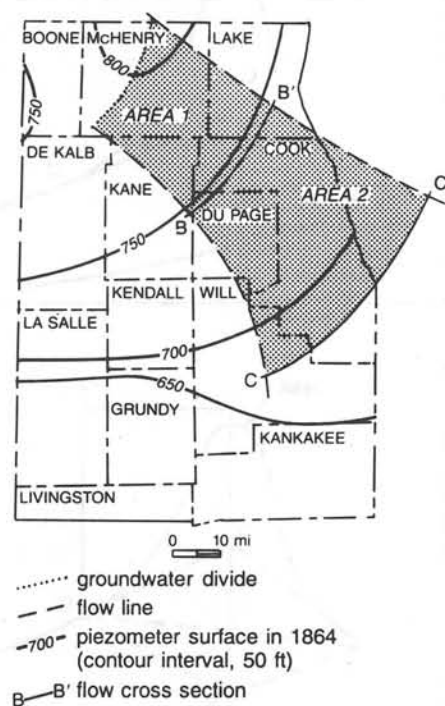 BOONE McHENRY LAKE
800
750
B'
AREA 1
DE KALB COOK C'
KANE AREA 2
B DU PAGE
750
KENDALL WILL
LA SALLE
700
650 C
GRUNDY
KANKAKEE
LIVINGSTON
0 10 mi
groundwater divide
flow line
700 piezometer surface in 1864
(contour interval, 50 ft)
B B' flow cross section